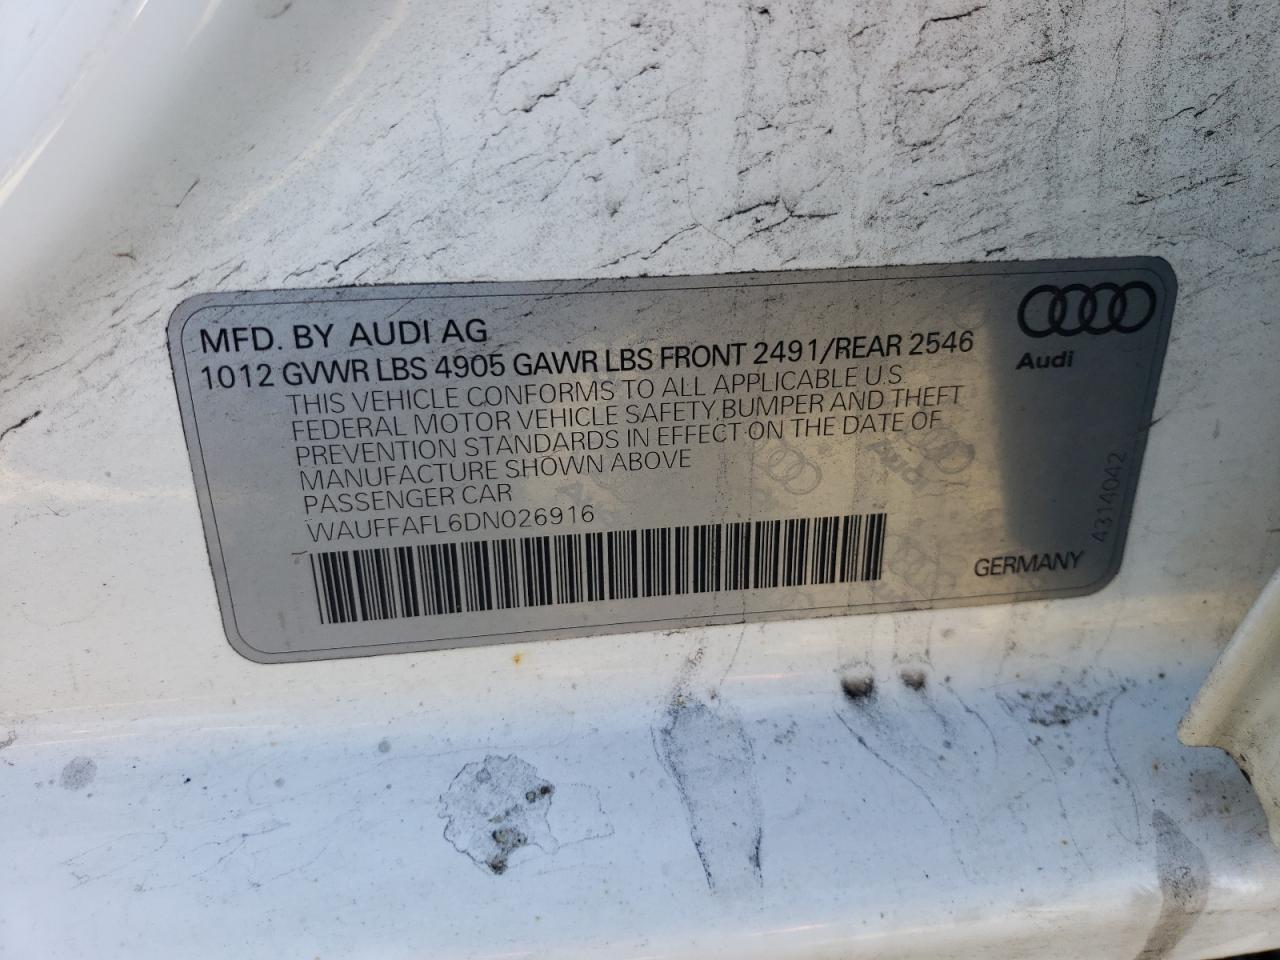 MFD. BY AUDI AG
1012 GVWR LBS 4905 GAWR LBS FRONT 2491/REAR 2546
THIS VEHICLE CONFORMS TO ALL APPLICABLE U.S.
FEDERAL MOTOR VEHICLE SAFETY, BUMPER AND THEFT
PREVENTION STANDARDS IN EFFECT ON THE DATE OF
MANUFACTURE SHOWN ABOVE
PASSENGER CAR
WAUFFAFL6DN026916
Audi
Audi
4314042
GERMANY